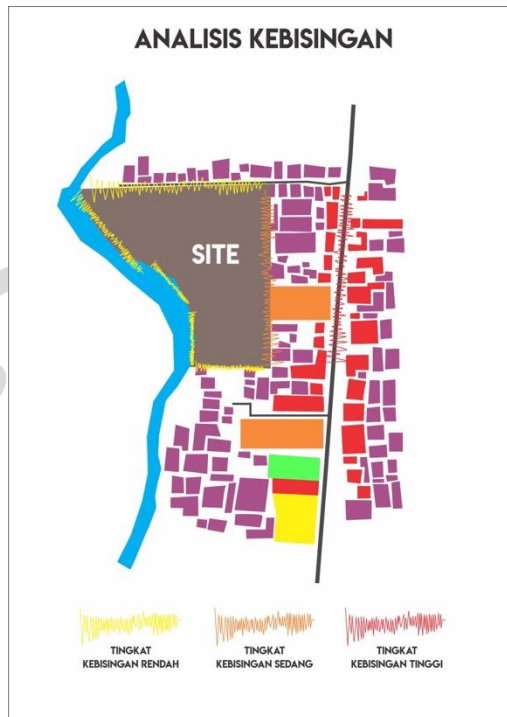 ANALISIS KEBISINGAN
SITE
TINGKAT
KEBISINGAN RENDAH
TINGKAT
KEBISINGAN SEDANG
TINGKAT
KEBISINGAN TINGGI